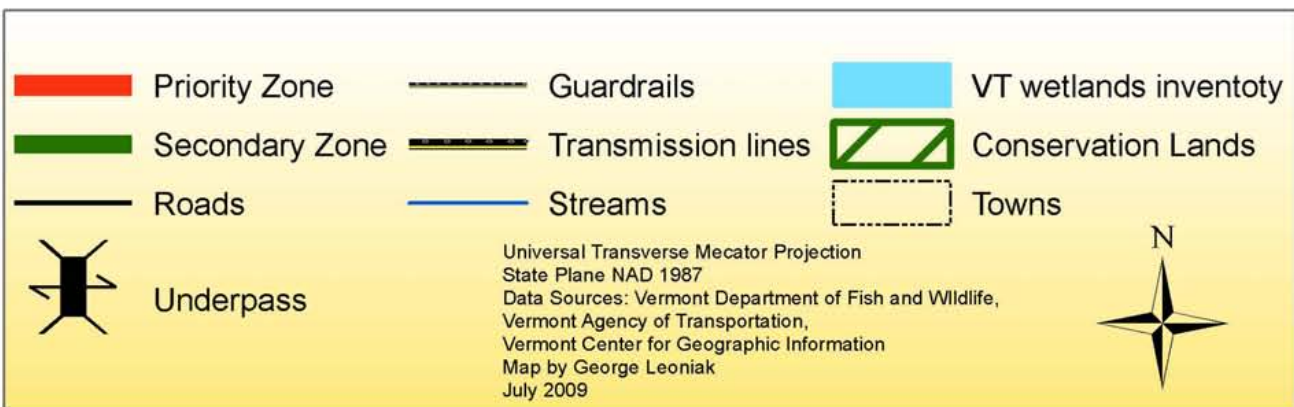 Priority Zone
Guardrails
VT wetlands inventoty
Secondary Zone
Transmission lines
Conservation Lands
Roads
Streams
Towns
Underpass
Universal Transverse Mecator Projection
State Plane NAD 1987
Data Sources: Vermont Department of Fish and WIldlife,
Vermont Agency of Transportation,
Vermont Center for Geographic Information
Map by George Leoniak
July 2009
N